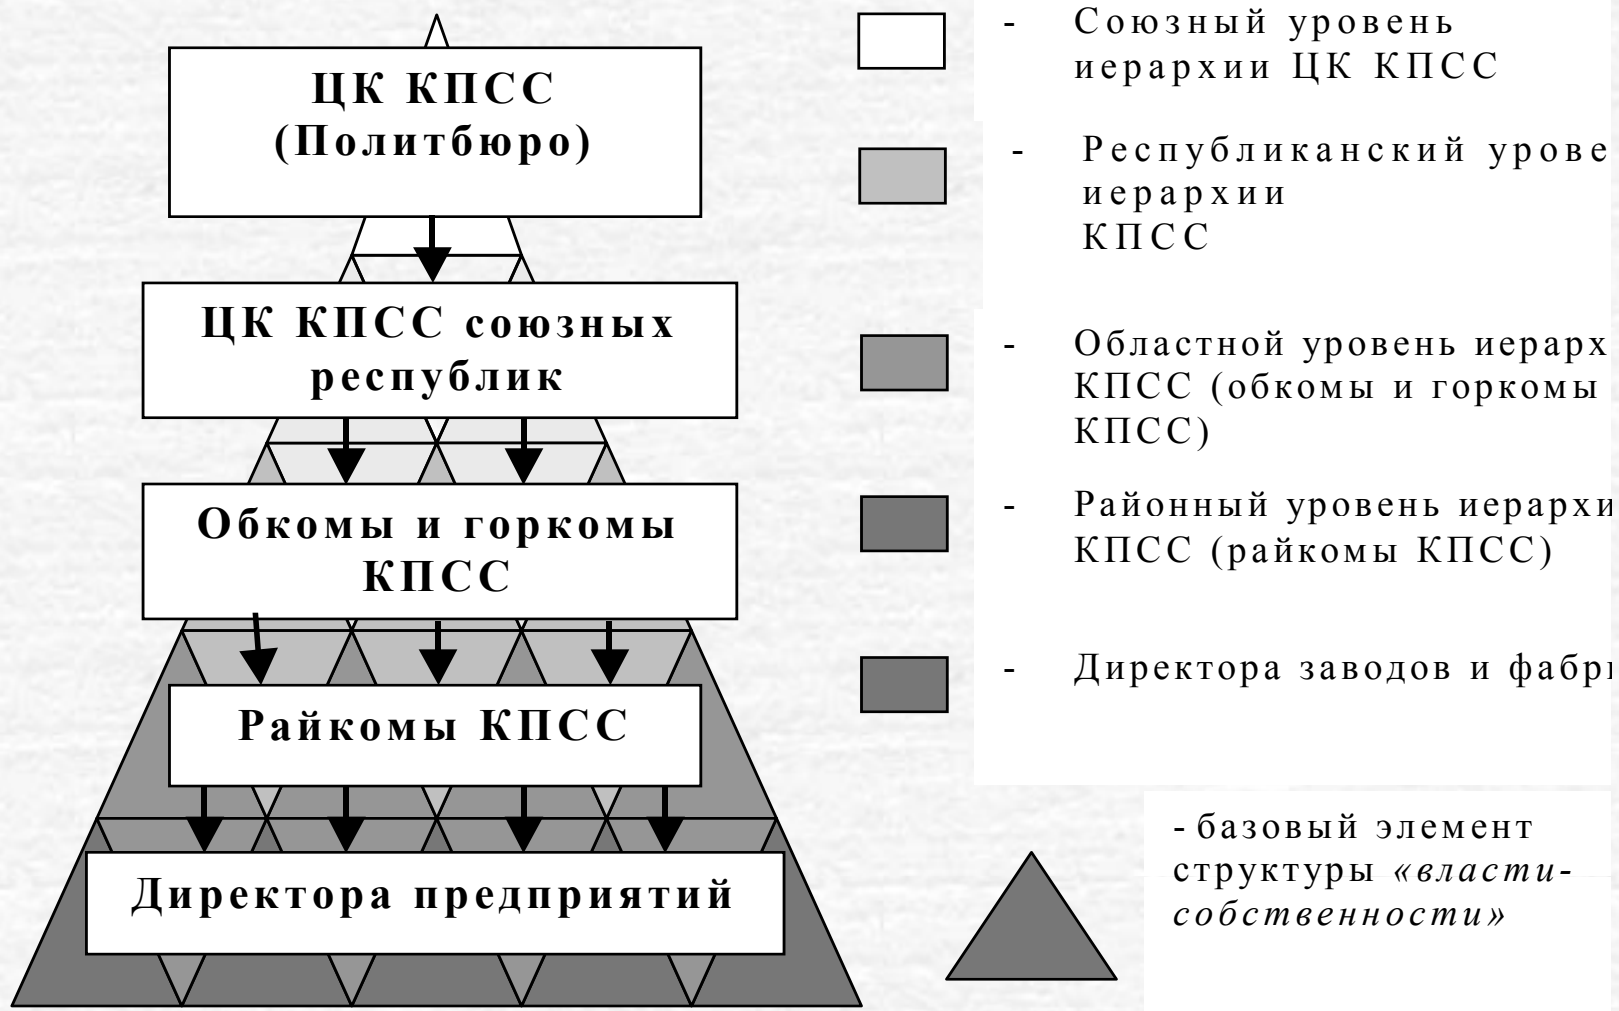 ЦК КПСС
(Политбюро)
ЦК КПСС союзных
республик
Обкомы и горкомы
КПСС
Райкомы КПСС
Директора предприятий
- Союзный уровень
иерархии ЦК КПСС
- Республиканский урове
иерархии
КПСС
- Областной уровень иерарх
КПСС (обкомы и горкомы
КПСС)
- Районный уровень иерархи
КПСС (райкомы КПСС)
- Директора заводов и фабр
- базовый элемент
структуры «власти-
собственности»